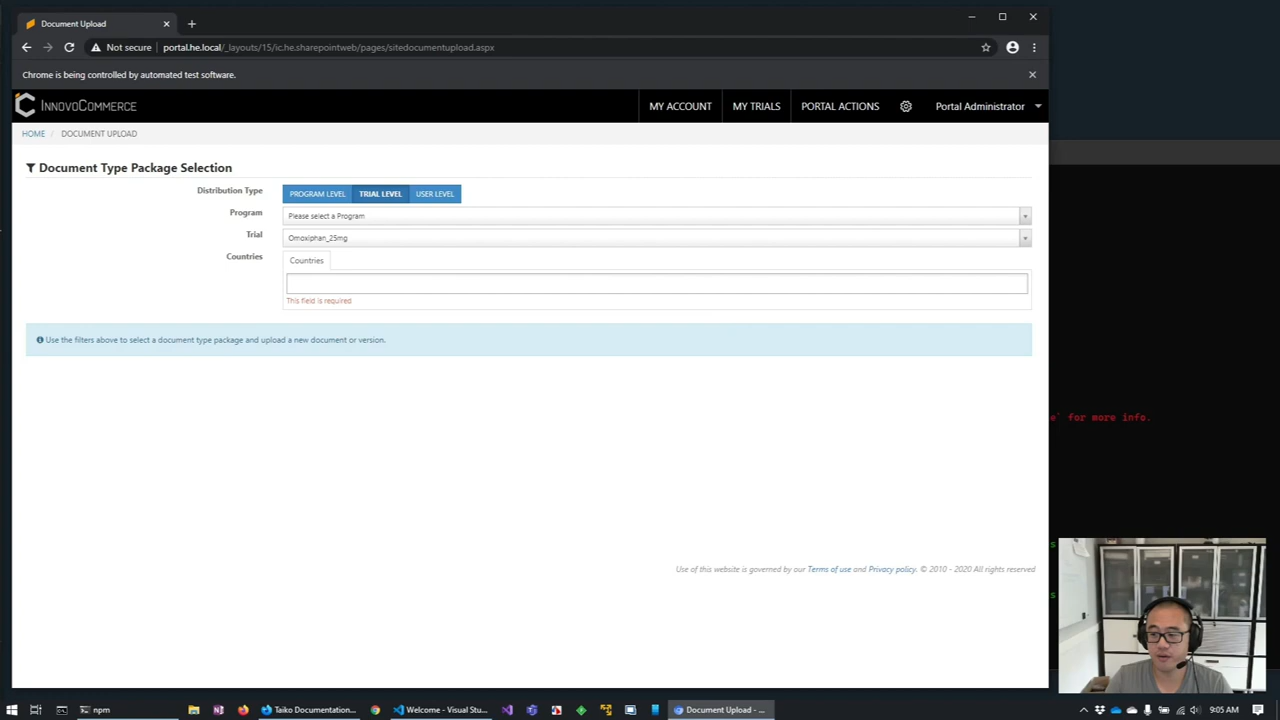 Document Upload
Not secure
portal.he.local/_layouts/15/ic.he.sharepointweb/pages/sitedocumentupload.aspx
Chrome is being controlled by automated test software.
INNOVOCOMMERCE
MY ACCOUNT
MY TRIALS
PORTAL ACTIONS
Portal Administrator
HOME / DOCUMENT UPLOAD
Document Type Package Selection
Distribution Type
PROGRAM LEVEL
TRIAL LEVEL
USER LEVEL
Program
Please select a Program
Trial
Omoxiphan_25mg
Countries
Countries
This field is required
Use the filters above to select a document type package and upload a new document or version.
e` for more info.
s
Use of this website is governed by our Terms of use and Privacy policy. © 2010 - 2020 All rights reserved
s
npm
Taiko Documentation...
Welcome - Visual Stu...
Document Upload - ...
9:05 AM